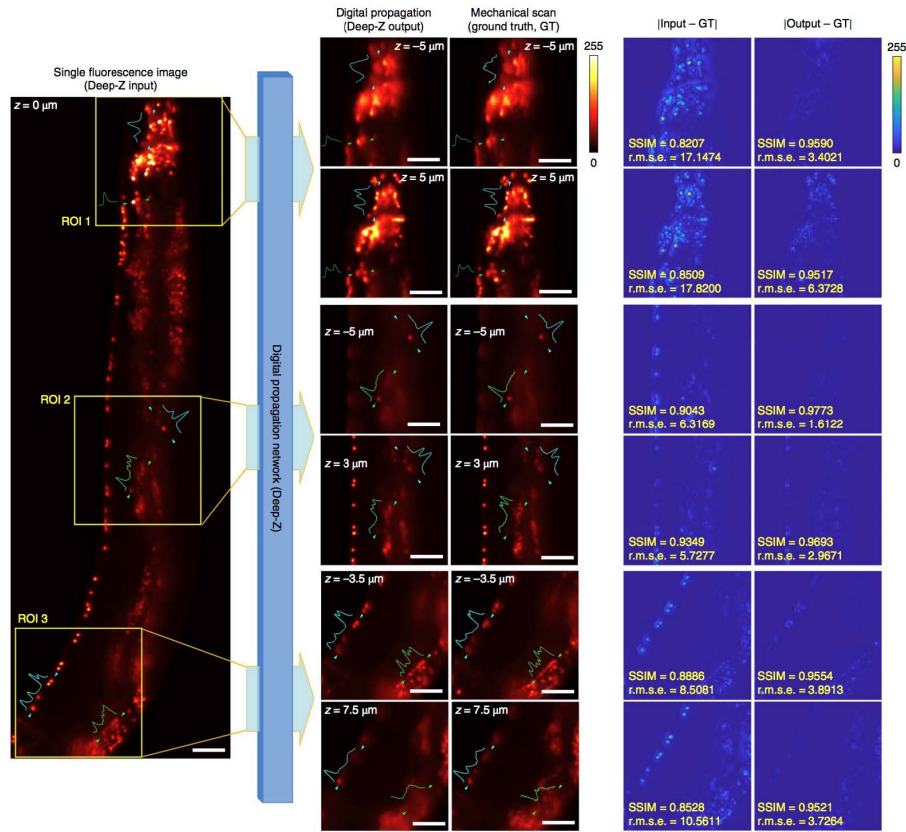 Digital propagation
(Deep-Z output)
Mechanical scan
(ground truth, GT)
|Input – GT|
|Output – GT|
Single fluorescence image
(Deep-Z input)
z = 0 µm
ROI 1
ROI 2
ROI 3
Digital propagation network (Deep-Z)
z = –5 µm
z = –5 µm
255
0
SSIM = 0.8207
r.m.s.e. = 17.1474
SSIM = 0.9590
r.m.s.e. = 3.4021
255
0
z = 5 µm
z = 5 µm
SSIM = 0.8509
r.m.s.e. = 17.8200
SSIM = 0.9517
r.m.s.e. = 6.3728
z = –5 µm
z = –5 µm
SSIM = 0.9043
r.m.s.e. = 6.3169
SSIM = 0.9773
r.m.s.e. = 1.6122
z = 3 µm
z = 3 µm
SSIM = 0.9349
r.m.s.e. = 5.7277
SSIM = 0.9693
r.m.s.e. = 2.9671
z = –3.5 µm
z = –3.5 µm
SSIM = 0.8886
r.m.s.e. = 8.5081
SSIM = 0.9554
r.m.s.e. = 3.8913
z = 7.5 µm
z = 7.5 µm
SSIM = 0.8528
r.m.s.e. = 10.5611
SSIM = 0.9521
r.m.s.e. = 3.7264